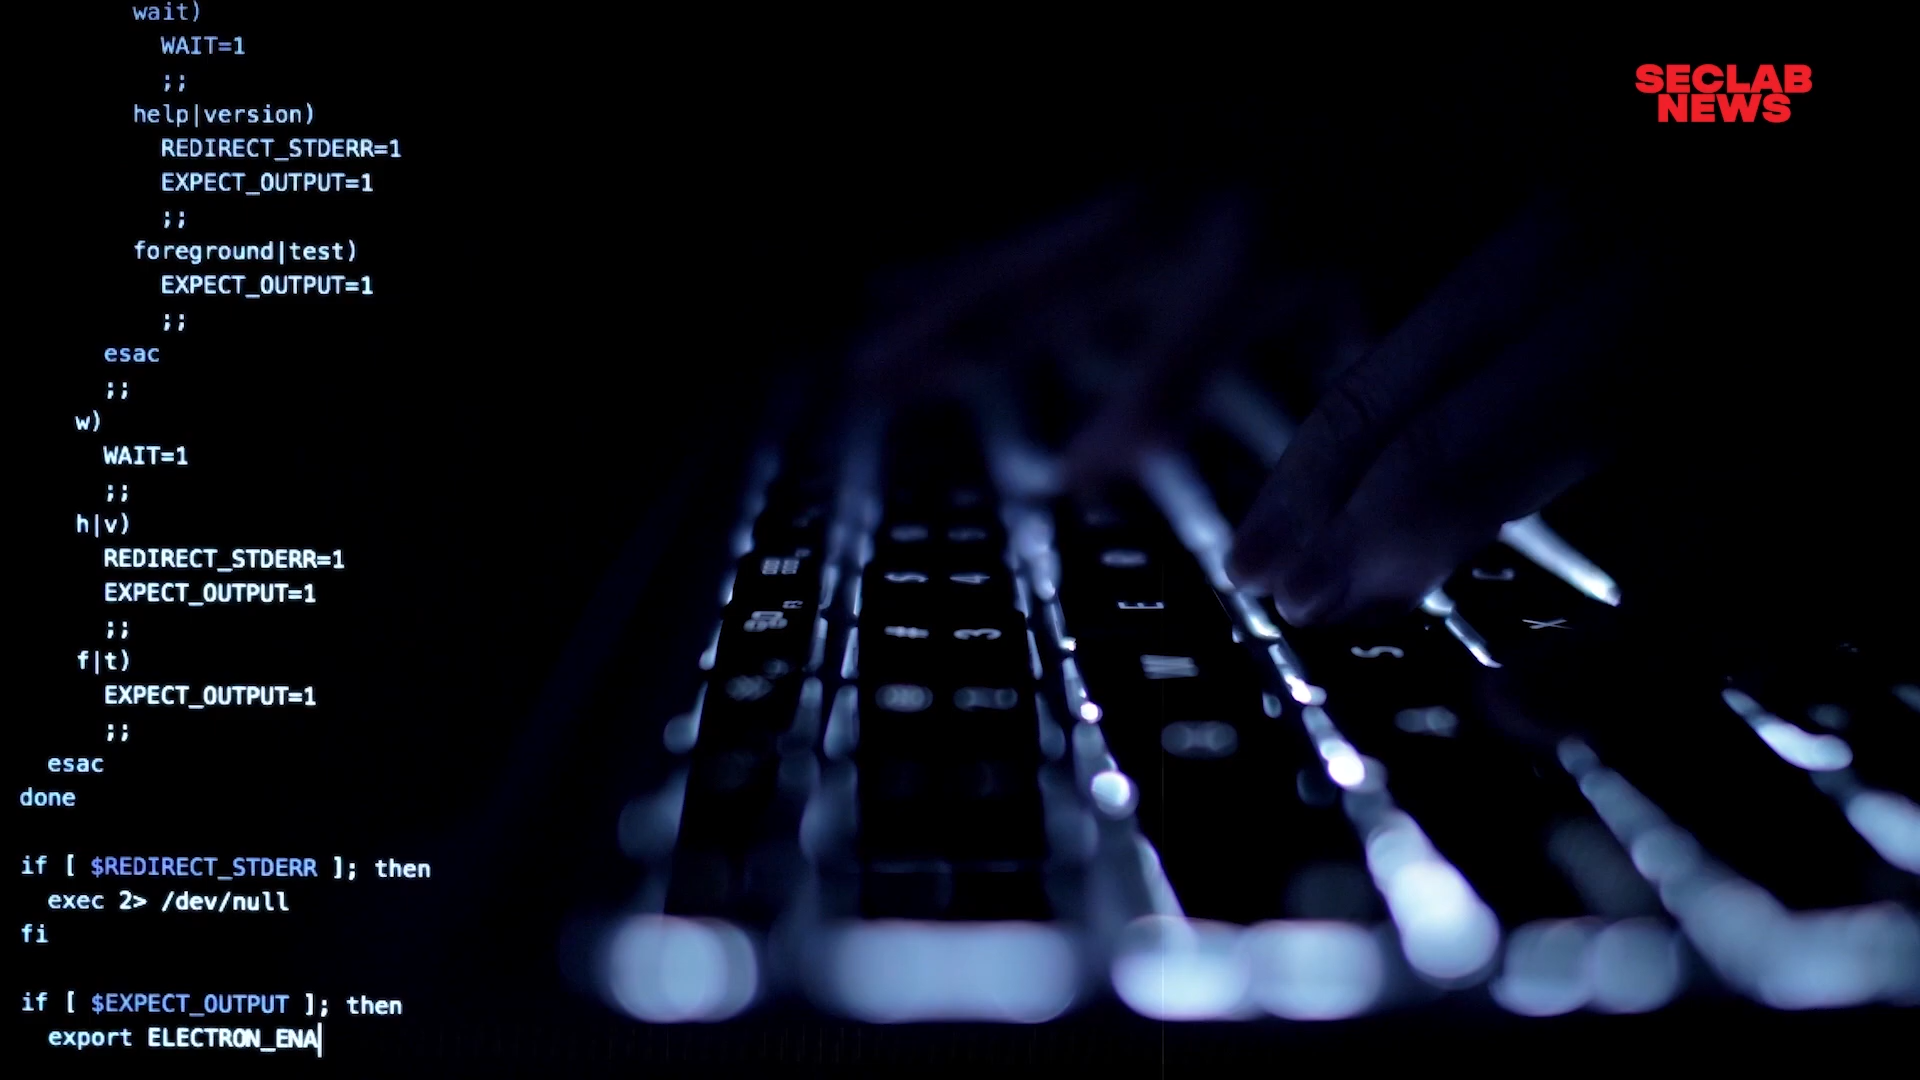 wait)
WAIT=1
;;
help|version)
REDIRECT_STDERR=1
EXPECT_OUTPUT=1
;;
foreground|test)
EXPECT_OUTPUT=1
;;
esac
;;
w)
WAIT=1
;;
h|v)
REDIRECT_STDERR=1
EXPECT_OUTPUT=1
;;
f|t)
EXPECT_OUTPUT=1
;;
esac
done
if [ $REDIRECT_STDERR ]; then
exec 2> /dev/null
fi
if [ $EXPECT_OUTPUT ]; then
export ELECTRON_ENA
SECLAB
NEWS
$ 4
# 3
E
W
S
X